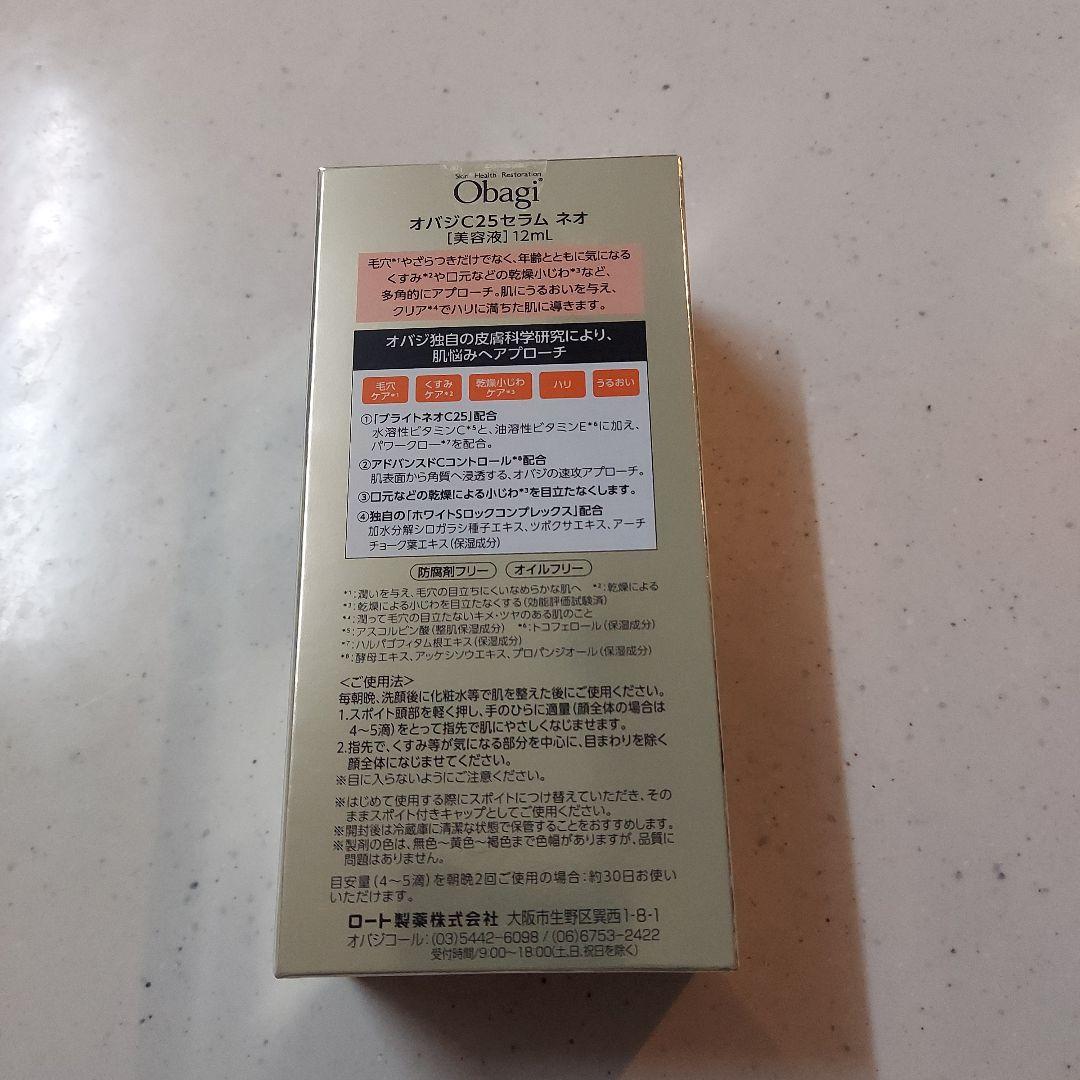 Skin Health Restoration
Obagi®
オバジC25セラム ネオ
[美容液] 12mL
毛穴*1やざらつきだけでなく、年齢とともに気になる
くすみ*2や口元などの乾燥小じわ*3など、
多角的にアプローチ。肌にうるおいを与え、
クリア*4でハリに満ちた肌に導きます。
オバジ独自の皮膚科学研究により、
肌悩みへアプローチ
毛穴ケア*1 くすみケア*2 乾燥小じわケア*3 ハリ うるおい
①「ブライトネオC25」配合
水溶性ビタミンC*5と、油溶性ビタミンE*6に加え、
パワークロー*7を配合。
②アドバンスドCコントロール*8配合
肌表面から角質へ浸透する、オバジの速攻アプローチ。
③口元などの乾燥による小じわ*3を目立たなくします。
④独自の「ホワイトSロックコンプレックス」配合
加水分解シロガラシ種子エキス、ツボクサエキス、アーチ
チョーク葉エキス(保湿成分)
防腐剤フリー オイルフリー
*1:潤いを与え、毛穴の目立ちにくいなめらかな肌へ *2:乾燥による
*3:乾燥による小じわを目立たなくする(効能評価試験済)
*4:潤って毛穴の目立たないキメ・ツヤのある肌のこと
*5:アスコルビン酸(整肌保湿成分) *6:トコフェロール(保湿成分)
*7:ハルパゴフィタム根エキス(保湿成分)
*8:酵母エキス、アッケシソウエキス、プロパンジオール(保湿成分)
<ご使用法>
毎朝晩、洗顔後に化粧水等で肌を整えた後にご使用ください。
1.スポイト頭部を軽く押し、手のひらに適量(顔全体の場合は
4〜5滴)をとって指先で肌にやさしくなじませます。
2.指先で、くすみ等が気になる部分を中心に、目まわりを除く
顔全体になじませてください。
※目に入らないようにご注意ください。
※はじめて使用する際にスポイトにつけ替えていただき、その
ままスポイト付きキャップとしてご使用ください。
※開封後は冷蔵庫に清潔な状態で保管することをおすすめします。
※製剤の色は、無色〜黄色〜褐色まで色幅がありますが、品質に
問題はありません。
目安量(4〜5滴)を朝晩2回ご使用の場合:約30日お使い
いただけます。
ロート製薬株式会社 大阪市生野区巽西1-8-1
オバジコール:(03)5442-6098/(06)6753-2422
受付時間/9:00〜18:00(土、日、祝日を除く)